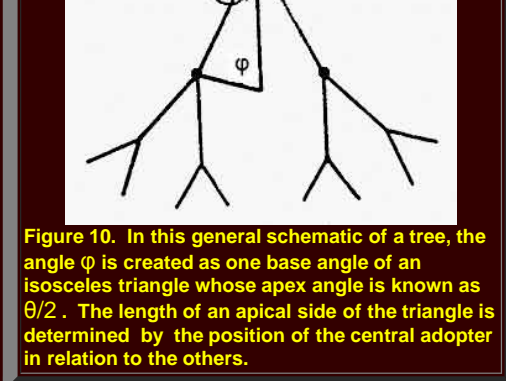 φ
Figure 10. In this general schematic of a tree, the
angle φ is created as one base angle of an
isosceles triangle whose apex angle is known as
θ/2 . The length of an apical side of the triangle is
determined by the position of the central adopter
in relation to the others.